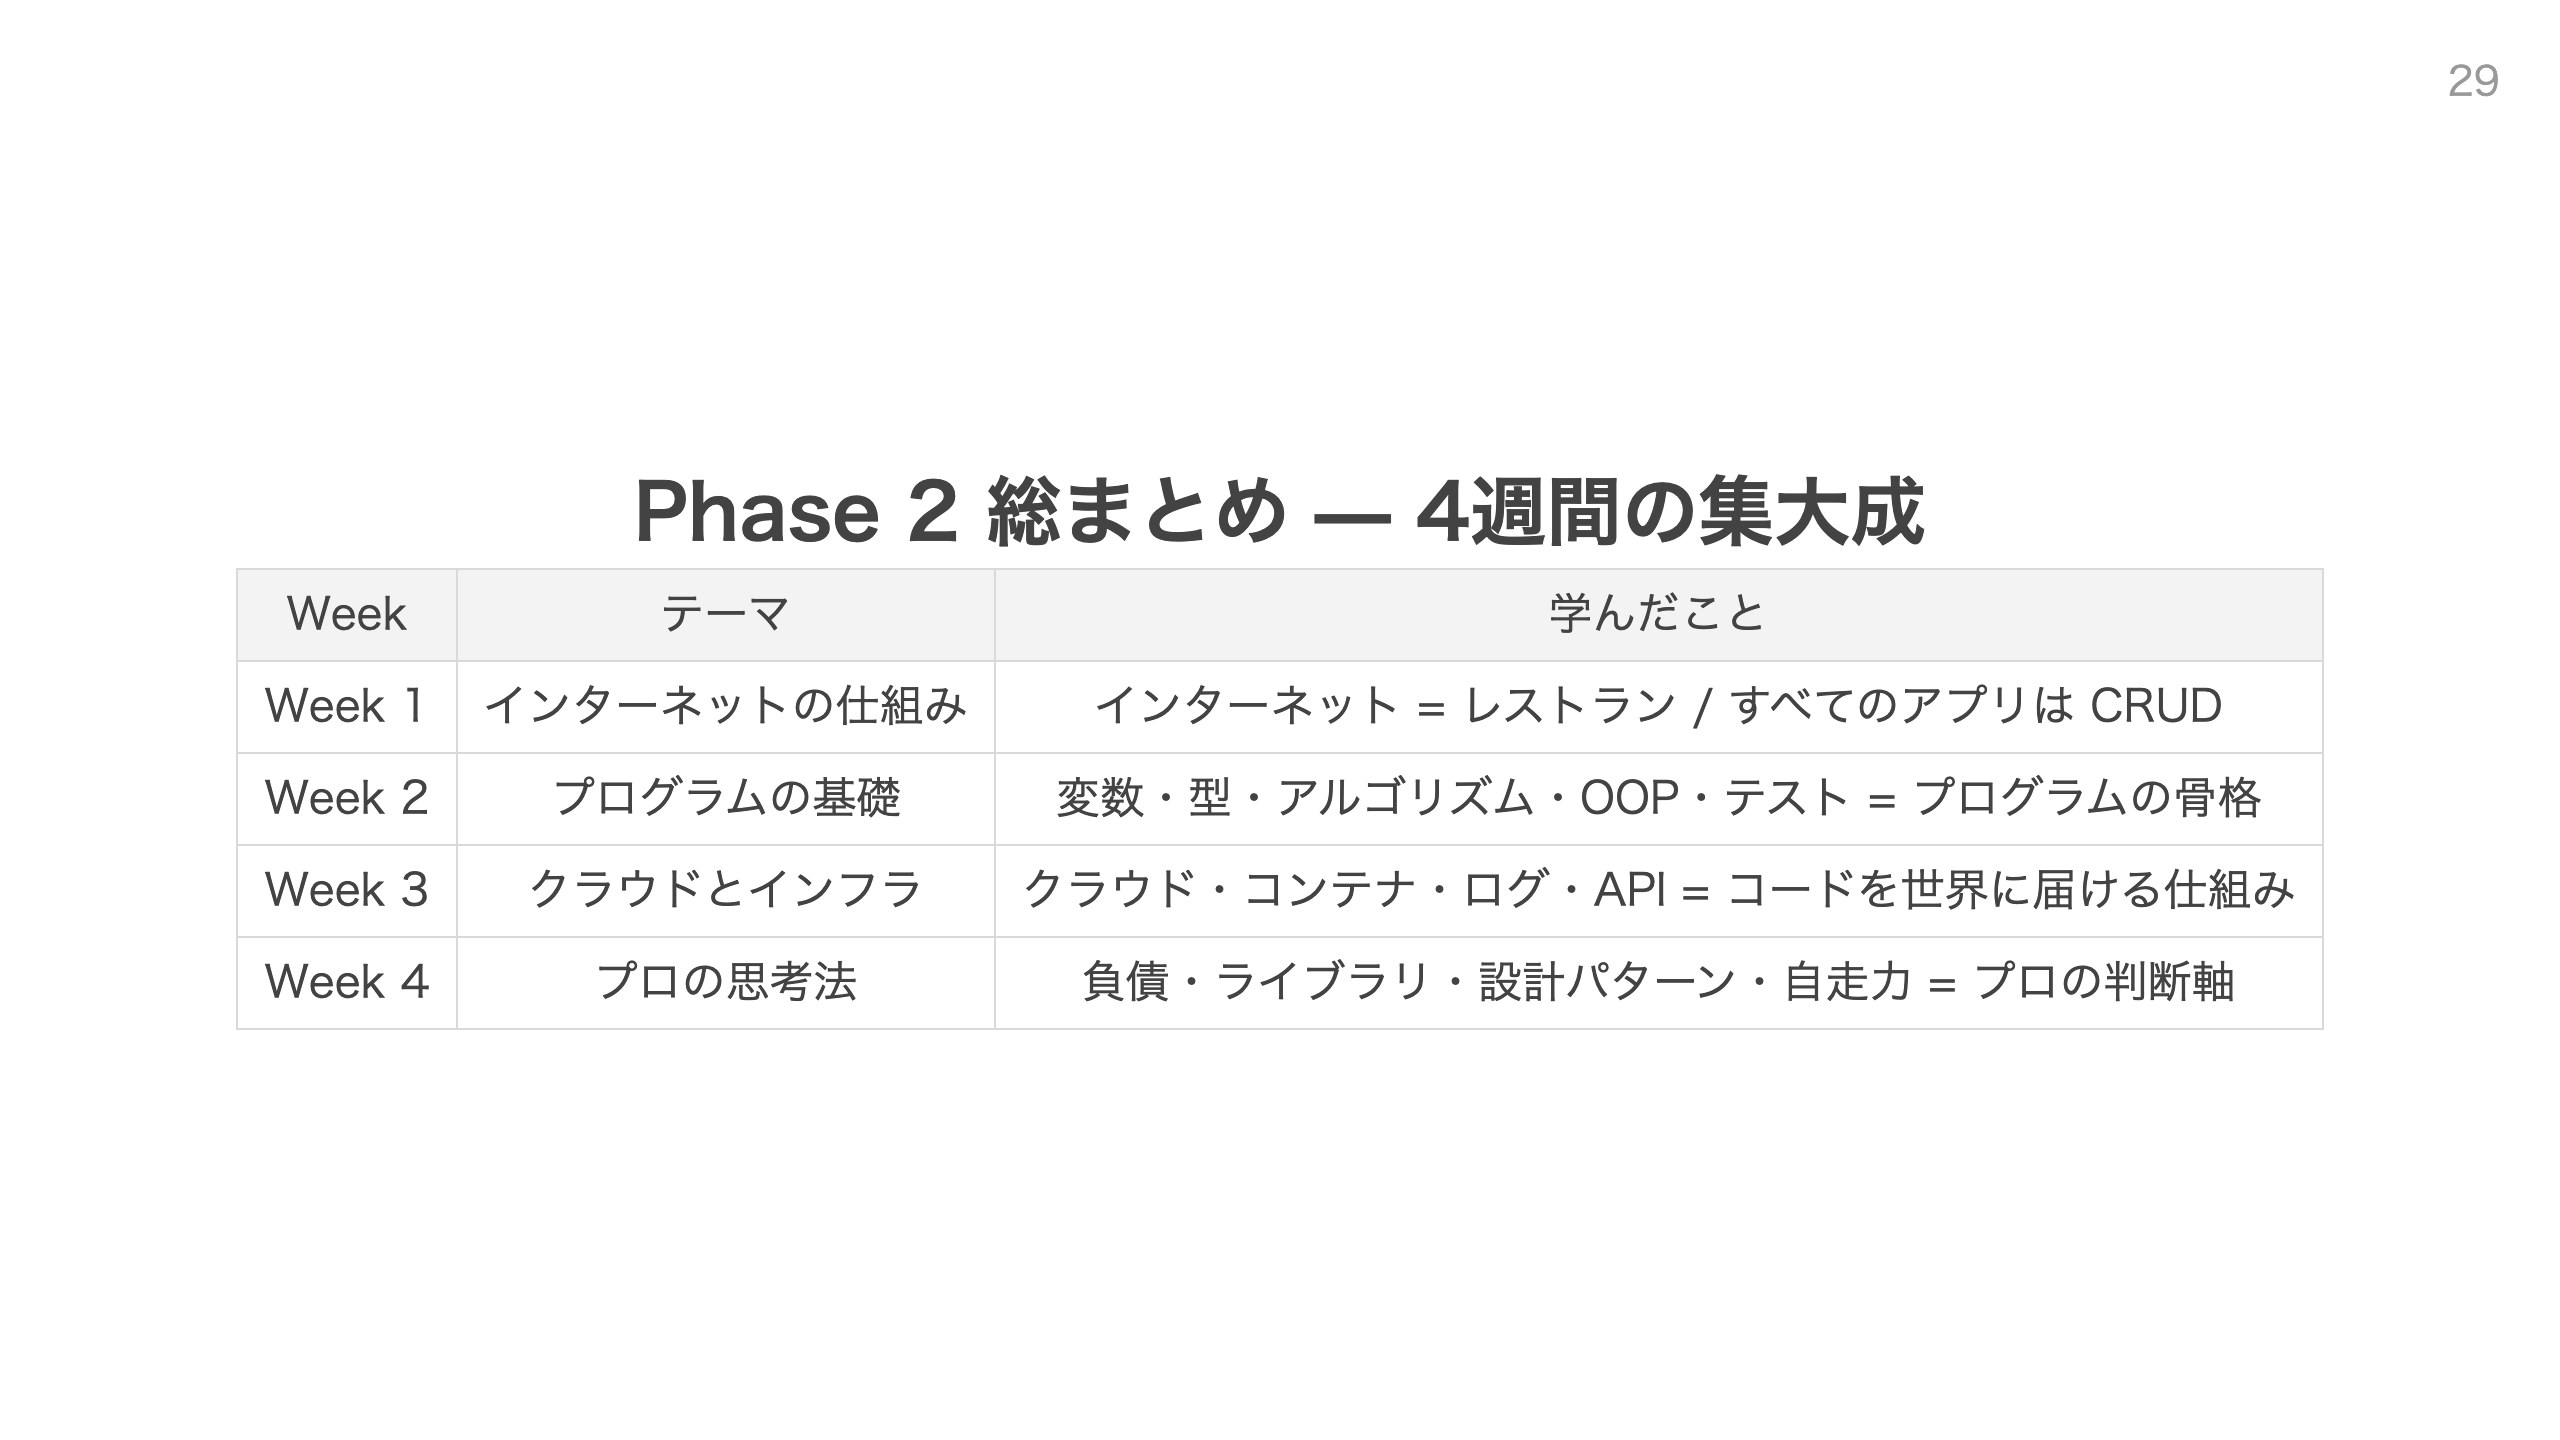 29
Phase 2 総まとめ — 4週間の集大成
Week テーマ 学んだこと
Week 1 インターネットの仕組み インターネット = レストラン / すべてのアプリは CRUD
Week 2 プログラムの基礎 変数・型・アルゴリズム・OOP・テスト = プログラムの骨格
Week 3 クラウドとインフラ クラウド・コンテナ・ログ・API = コードを世界に届ける仕組み
Week 4 プロの思考法 負債・ライブラリ・設計パターン・自走力 = プロの判断軸